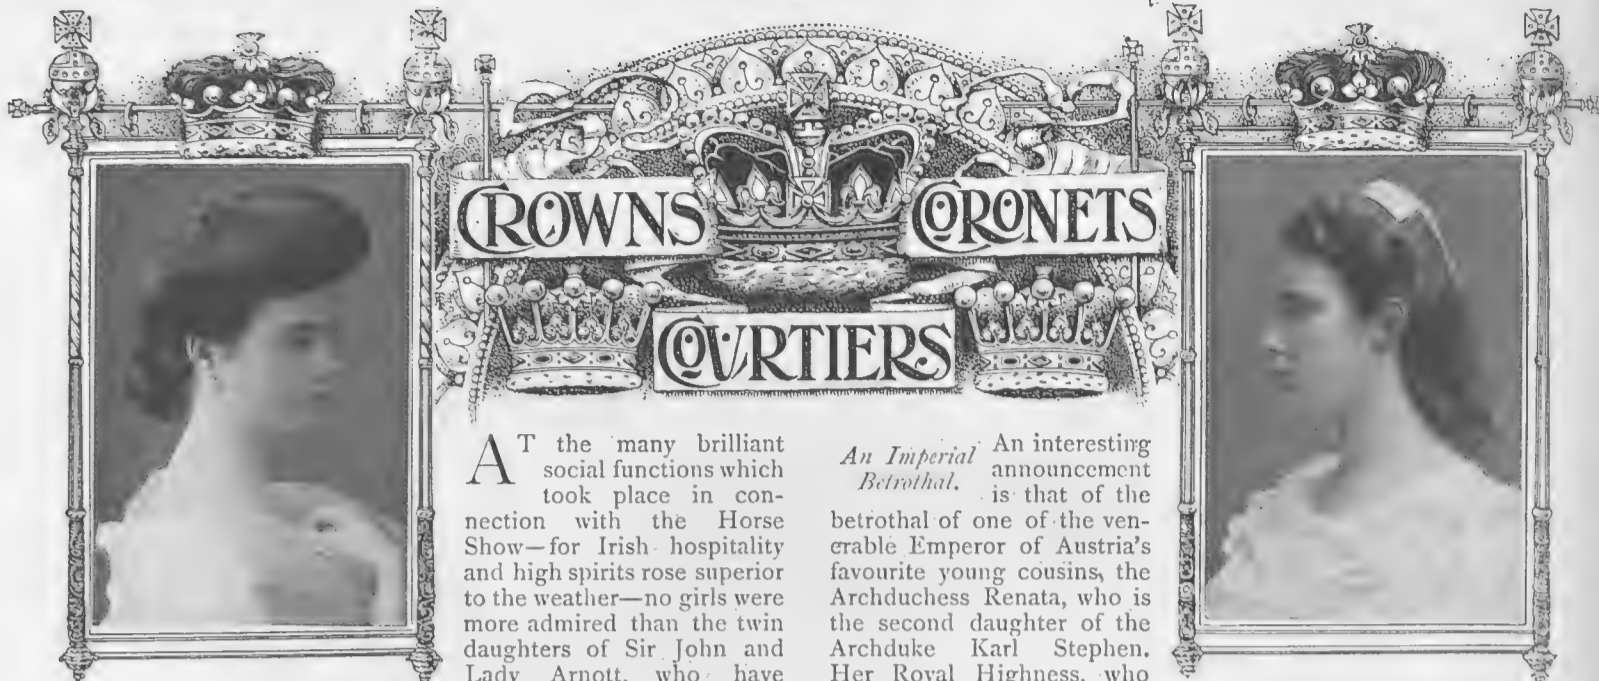 CROWNS CORONETS
COVRTIERS
AT the many brilliant
social functions which
took place in con-
nection with the Horse
Show—for Irish hospitality
and high spirits rose superior
to the weather—no girls were
more admired than the twin
daughters of Sir John and
Lady Arnott, who have
An Imperial
Betrothal.
An interesting
announcement
is that of the
betrothal of one of the ven-
erable Emperor of Austria's
favourite young cousins, the
Archduchess Renata, who is
the second daughter of the
Archduke Karl Stephen.
Her Royal Highness, who